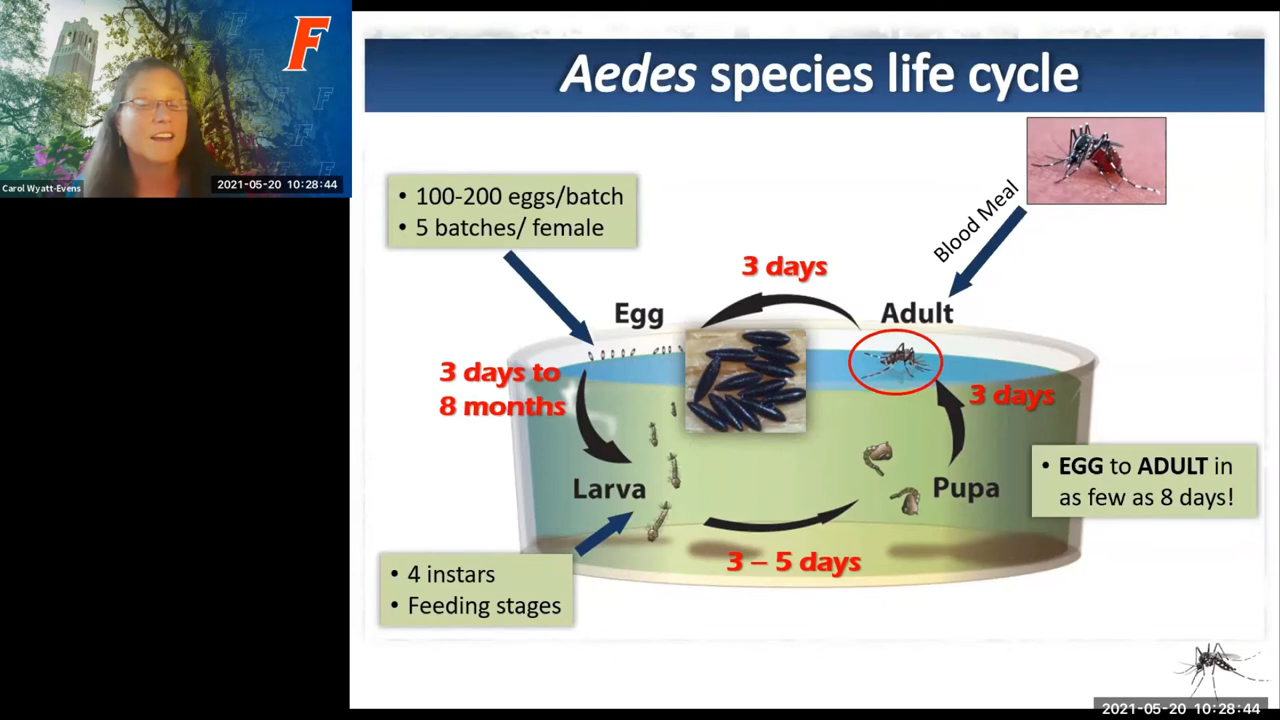 F
Carol Wyatt-Evens
2021-05-20 10:28:44
Aedes species life cycle
• 100-200 eggs/batch
• 5 batches/ female
Blood Meal
3 days
Egg
Adult
3 days to
8 months
3 days
Larva
Pupa
• EGG to ADULT in
as few as 8 days!
3 – 5 days
• 4 instars
• Feeding stages
2021-05-20 10:28:44